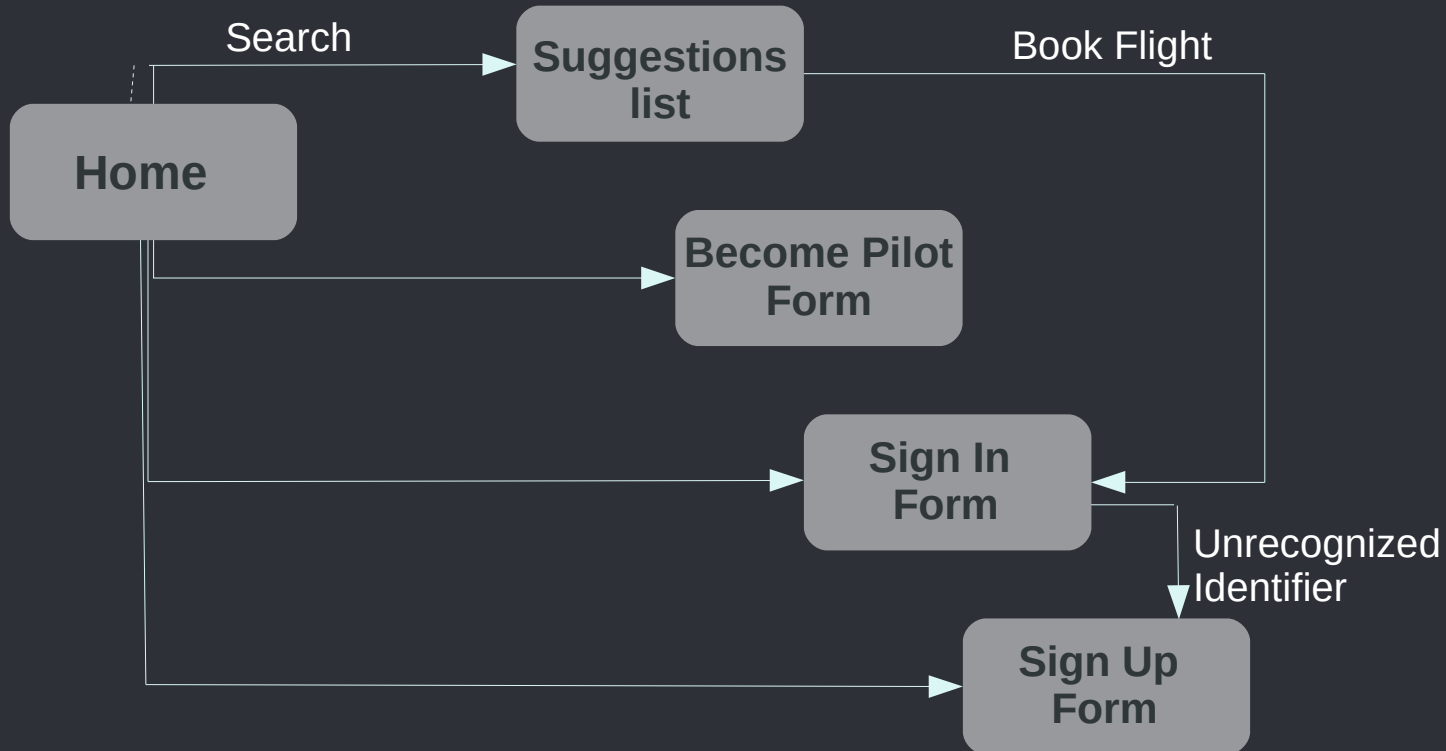 Search
Book Flight
Suggestions
list
Home
Become Pilot
Form
Sign In
Form
Unrecognized
Identifier
Sign Up
Form